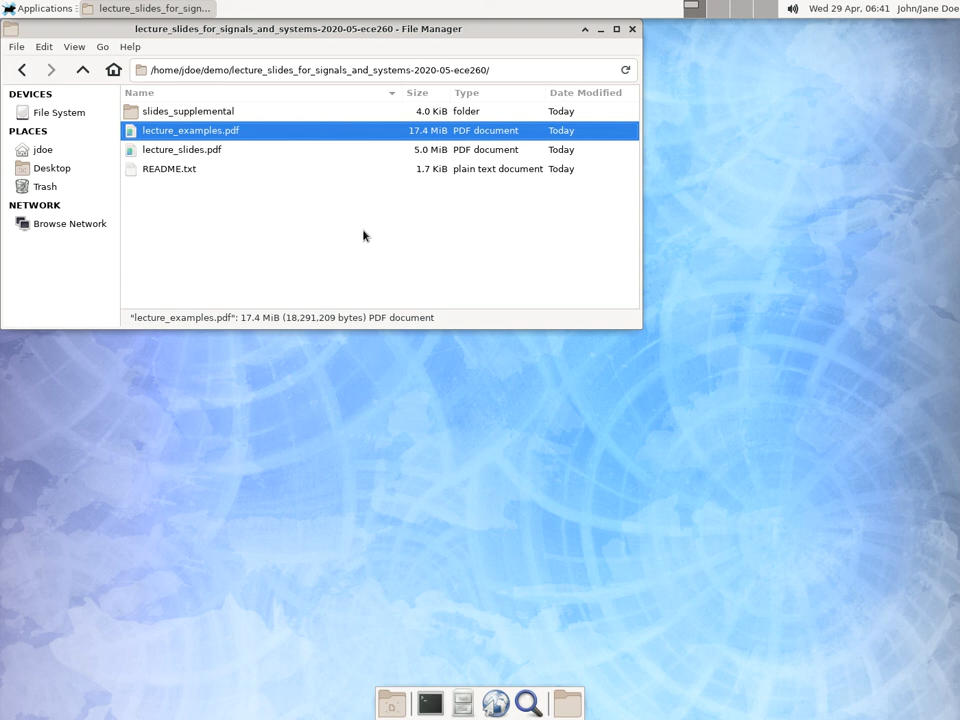 Applications
lecture_slides_for_sign...
Wed 29 Apr, 06:41
John/Jane Doe
lecture_slides_for_signals_and_systems-2020-05-ece260 - File Manager
File Edit View Go Help
/home/jdoe/demo/lecture_slides_for_signals_and_systems-2020-05-ece260/
DEVICES
File System
PLACES
jdoe
Desktop
Trash
NETWORK
Browse Network
Name Size Type Date Modified
slides_supplemental 4.0 KiB folder Today
lecture_examples.pdf 17.4 MiB PDF document Today
lecture_slides.pdf 5.0 MiB PDF document Today
README.txt 1.7 KiB plain text document Today
"lecture_examples.pdf": 17.4 MiB (18,291,209 bytes) PDF document